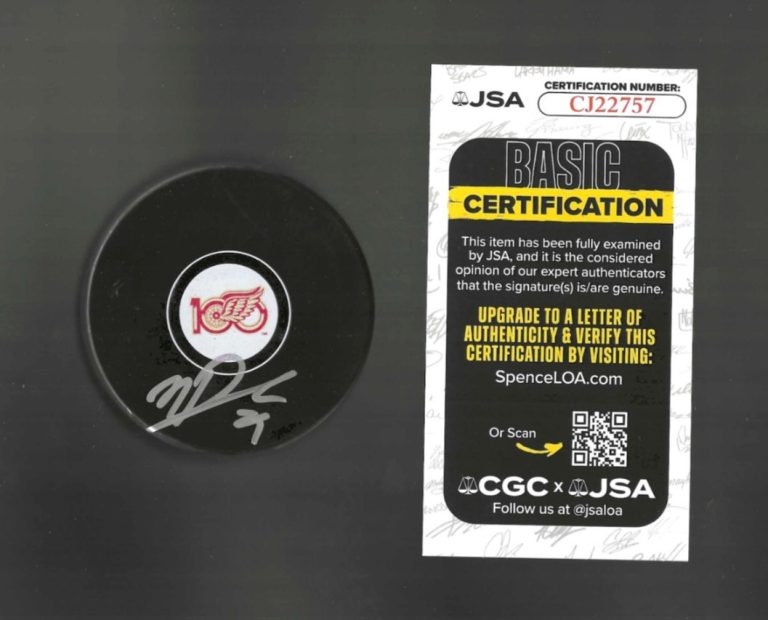 100
JSA
CERTIFICATION NUMBER:
CJ22757
BASIC
CERTIFICATION
This item has been fully examined
by JSA, and it is the considered
opinion of our expert authenticators
that the signature(s) is/are genuine.
UPGRADE TO A LETTER OF
AUTHENTICITY & VERIFY THIS
CERTIFICATION BY VISITING:
SpenceLOA.com
Or Scan
CGC x JSA
Follow us at @jsaloa